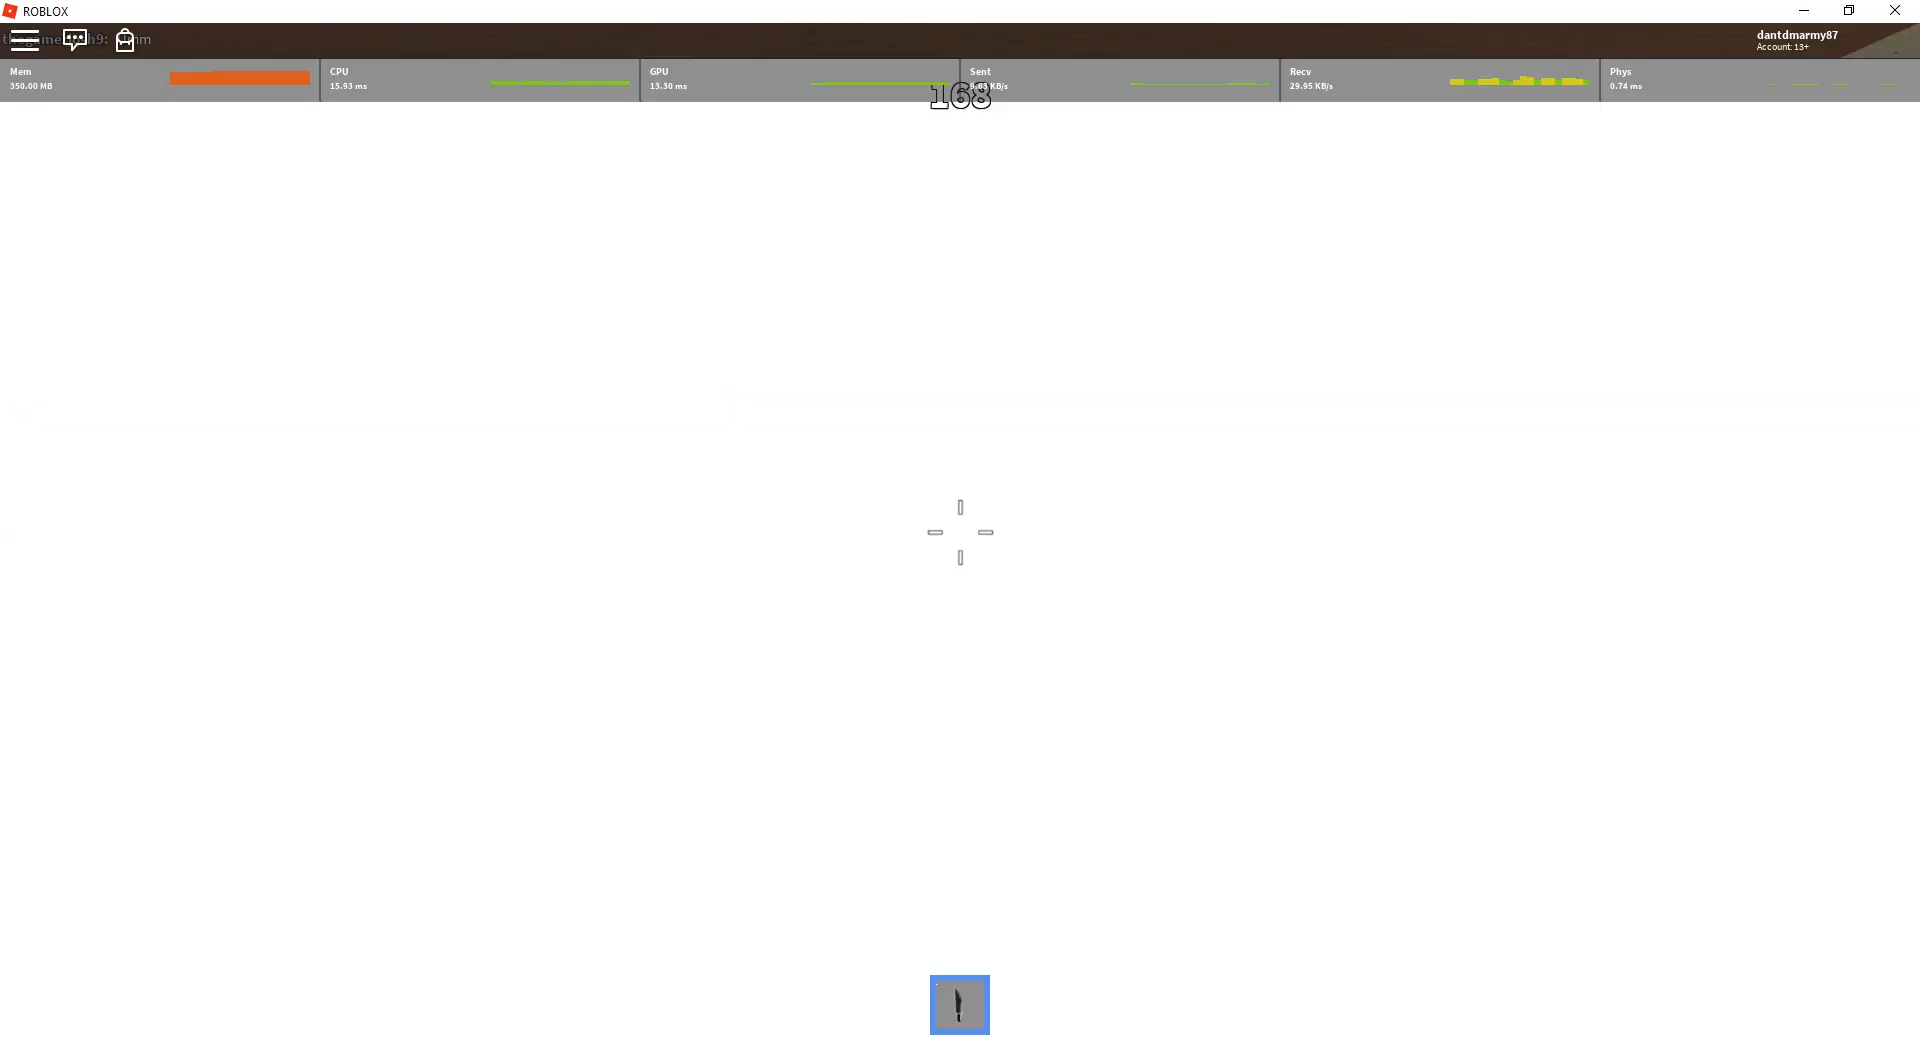 ROBLOX
dantdmarmy87
Account: 13+
Mem
350.00 MB
CPU
15.93 ms
GPU
13.30 ms
Sent
KB/s
Recv
29.95 KB/s
Phys
0.74 ms
168